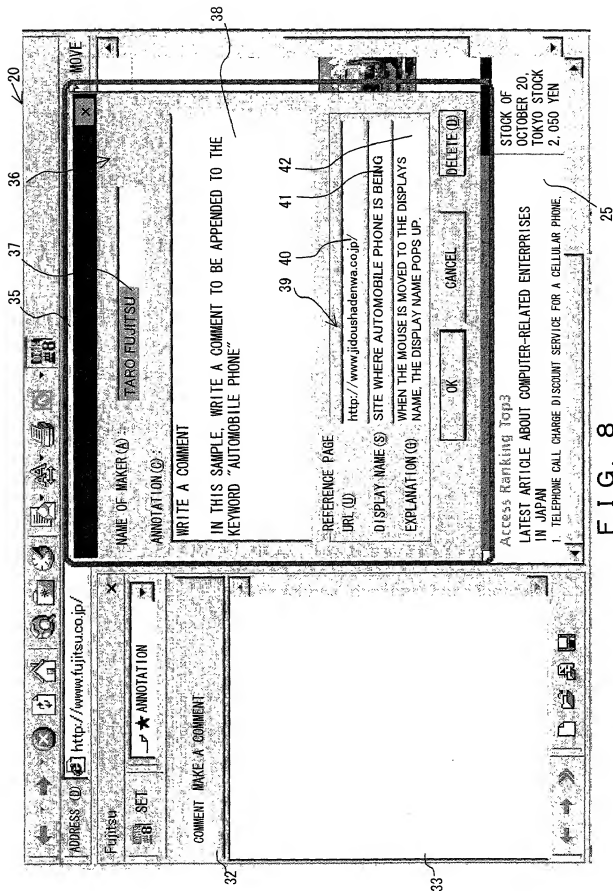 20
ADDRESS (D) http://www.fujitsu.co.jp/
MOVE
Fujitsu ×
SET
★ ANNOTATION
COMMENT MAKE A COMMENT
32
33
35
37
36
×
NAME OF MAKER(A) :
TARO FUJITSU
ANNOTATION(C):
WRITE A COMMENT
IN THIS SAMPLE, WRITE A COMMENT TO BE APPENDED TO THE
KEYWORD "AUTOMOBILE PHONE"
38
REFERENCE PAGE
39
40
41
42
URL(U)
http://www.jidoushadenwa.co.jp/
DISPLAY NAME(S)
SITE WHERE AUTOMOBILE PHONE IS BEING
EXPLANATION(G):
WHEN THE MOUSE IS MOVED TO THE DISPLAYS
NAME, THE DISPLAY NAME POPS UP.
OK
CANCEL
DELETE(D)
Access Ranking Top3
LATEST ARTICLE ABOUT COMPUTER-RELATED ENTERPRISES
IN JAPAN
1. TELEPHONE CALL CHARGE DISCOUNT SERVICE FOR A CELLULAR PHONE,
STOCK OF
OCTOBER 20,
TOKYO STOCK
2,050 YEN
25
FIG. 8